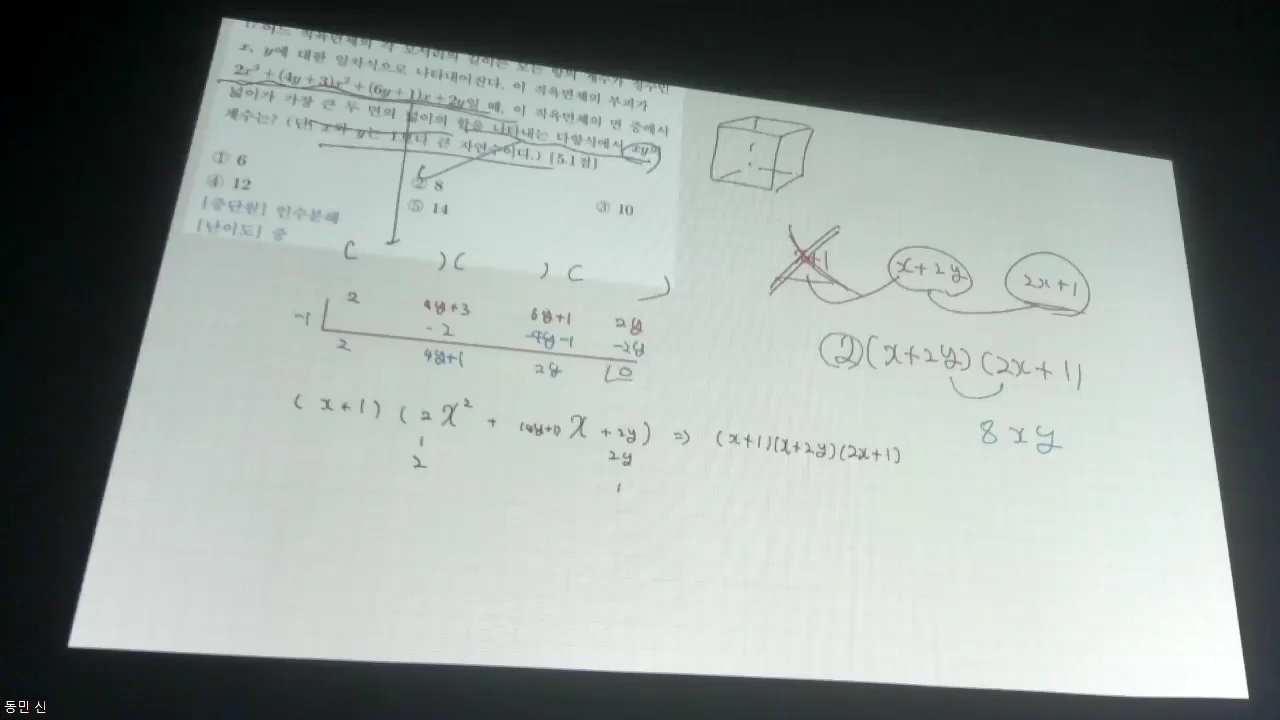 x, y에 대한 일차식으로 나타내어진다. 이 직육면체의 부피가
2x³+(4y+3)x²+(6y+1)x+2y일 때, 이 직육면체의 면 중에서
넓이가 가장 큰 두 면의 넓이의 합을 나타내는 다항식에서 xy의
계수는? (단, x와 y는 1보다 큰 자연수이다.) [5.1점]
① 6
② 8
③ 10
④ 12
⑤ 14
[중단원] 인수분해
[난이도] 중
( )( )( )
2 4y+3 6y+1 2y
-1 -2 -4y-1 -2y
2 4y+1 2y 0
(x+1)(2x² + (4y+1)x + 2y) ⇒ (x+1)(x+2y)(2x+1)
1 2y
2 1
x+2y 2x+1
2(x+2y)(2x+1)
8xy
동민 신